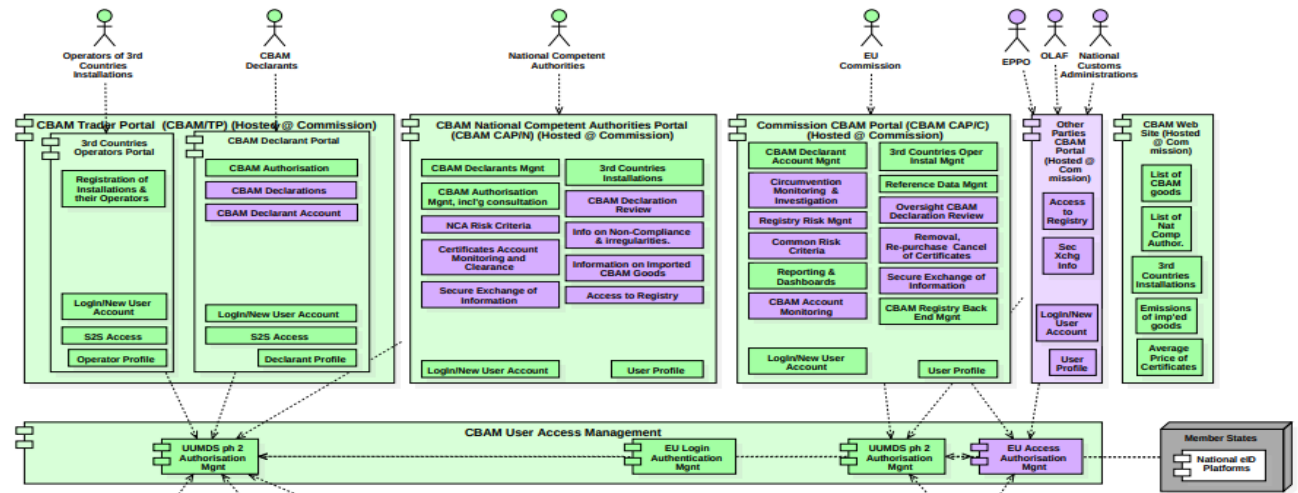 Operators of 3rd
Countries
Installations
CBAM
Declarants
National Competent
Authorities
EU
Commission
EPPO
OLAF
National
Customs
Administrations
CBAM Trader Portal  (CBAM/TP) (Hosted @ Commission)
3rd Countries
Operators Portal
Registration of
Installations &
their Operators
LogIn/New User
Account
S2S Access
Operator Profile
CBAM Declarant Portal
CBAM Authorisation
CBAM Declarations
CBAM Declarant Account
LogIn/New User Account
S2S Access
Declarant Profile
CBAM National Competent Authorities Portal
(CBAM CAP/N) (Hosted @ Commission)
CBAM Declarants Mgnt
CBAM Authorisation
Mgnt, incl'g consultation
NCA Risk Criteria
Certificates Account
Monitoring and
Clearance
Secure Exchange of
Information
3rd Countries
Installations
CBAM Declaration
Review
Info on Non-Compliance
& irregularities.
Information on Imported
CBAM Goods
Access to Registry
LogIn/New User Account
User Profile
Commission CBAM Portal (CBAM CAP/C)
(Hosted @ Commission)
CBAM Declarant
Account Mgnt
Circumvention
Monitoring  &
Investigation
Registry Risk Mgnt
Common Risk
Criteria
Reporting &
Dashboards
CBAM Account
Monitoring
3rd Countries Oper
Instal Mgnt
Reference Data Mgnt
Oversight CBAM
Declaration Review
Removal,
Re-purchase Cancel
of Certificates
Secure Exchange of
Information
CBAM Registry Back
End Mgnt
LogIn/New User
Account
User Profile
Other
Parties
CBAM
Portal
(Hosted @
Com
mission)
Access
to
Registry
Sec
Xchg
Info
LogIn/New
User
Account
User
Profile
CBAM Web
Site (Hosted
@ Com
mission)
List of
CBAM
goods
List of
Nat
Comp
Author.
3rd
Countries
Installations
Emissions
of imp'ed
goods
Average
Price of
Certificates
CBAM User Access Management
UUMDS ph 2
Authorisation
Mgnt
EU Login
Authentication
Mgnt
UUMDS ph 2
Authorisation
Mgnt
EU Access
Authorisation
Mgnt
Member States
National eID
Platforms